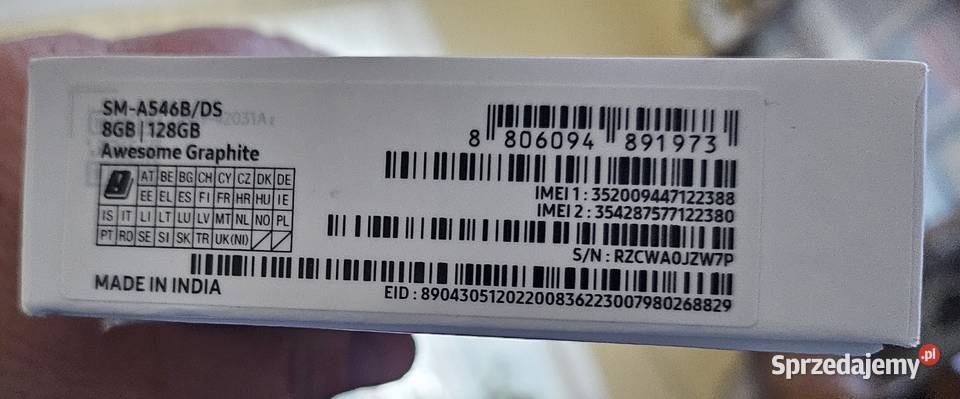 SM-A546B/DS
8GB | 128GB
Awesome Graphite
AT BE BG CH CY CZ DK DE
EE EL ES FI FR HR HU IE
IS IT LI LT LU LV MT NL NO PL
PT RO SE SI SK TR UK(NI)
MADE IN INDIA
8 806094 891973
IMEI 1 : 352009447122388
IMEI 2 : 354287577122380
S/N : RZCWA0JZW7P
EID : 89043051202200836223007980268829
Sprzedajemy.pl